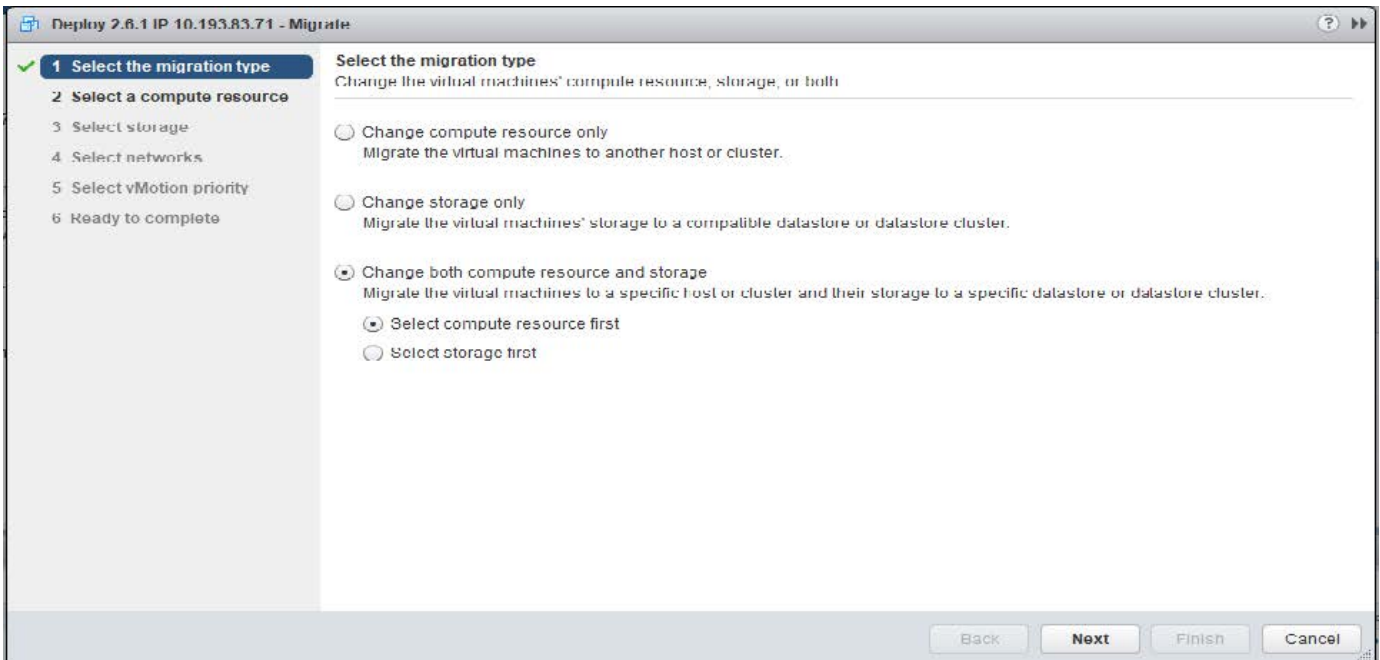 Deploy 2.6.1 IP 10.193.83.71 - Migrate
1 Select the migration type
2 Select a compute resource
3 Select storage
4 Select networks
5 Select vMotion priority
6 Ready to complete
Select the migration type
Change the virtual machines' compute resource, storage, or both
Change compute resource only
Migrate the virtual machines to another host or cluster.
Change storage only
Migrate the virtual machines' storage to a compatible datastore or datastore cluster.
Change both compute resource and storage
Migrate the virtual machines to a specific host or cluster and their storage to a specific datastore or datastore cluster.
Select compute resource first
Select storage first
Back Next Finish Cancel